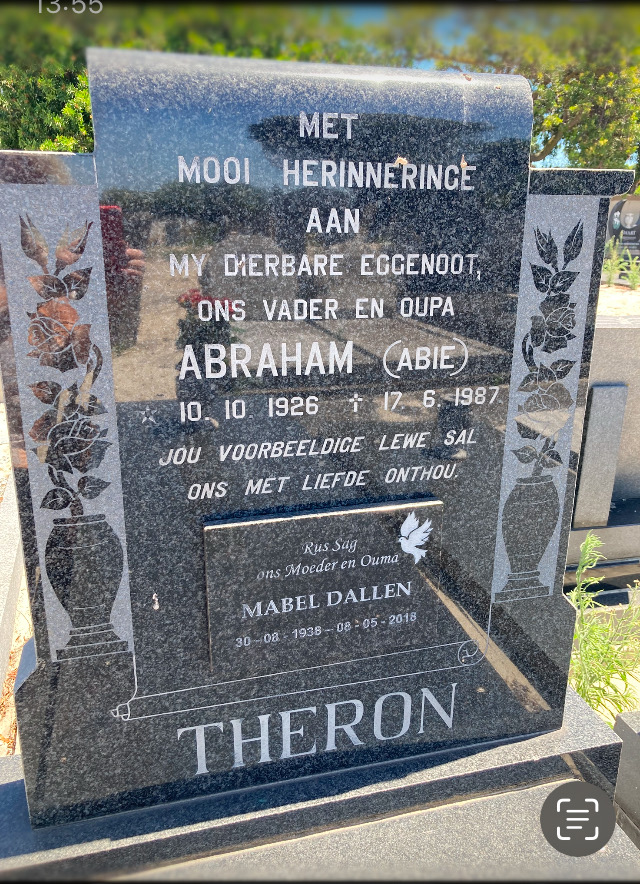 13:55
MET
MOOI HERINNERINGE
AAN
MY DIERBARE EGGENOOT,
ONS VADER EN OUPA
ABRAHAM (ABIE)
☆ 10. 10. 1926 ✝ 17. 6. 1987
JOU VOORBEELDIGE LEWE SAL
ONS MET LIEFDE ONTHOU.
Rus Sag
ons Moeder en Ouma
MABEL DALLEN
30-08-1938-08-05-2018
THERON